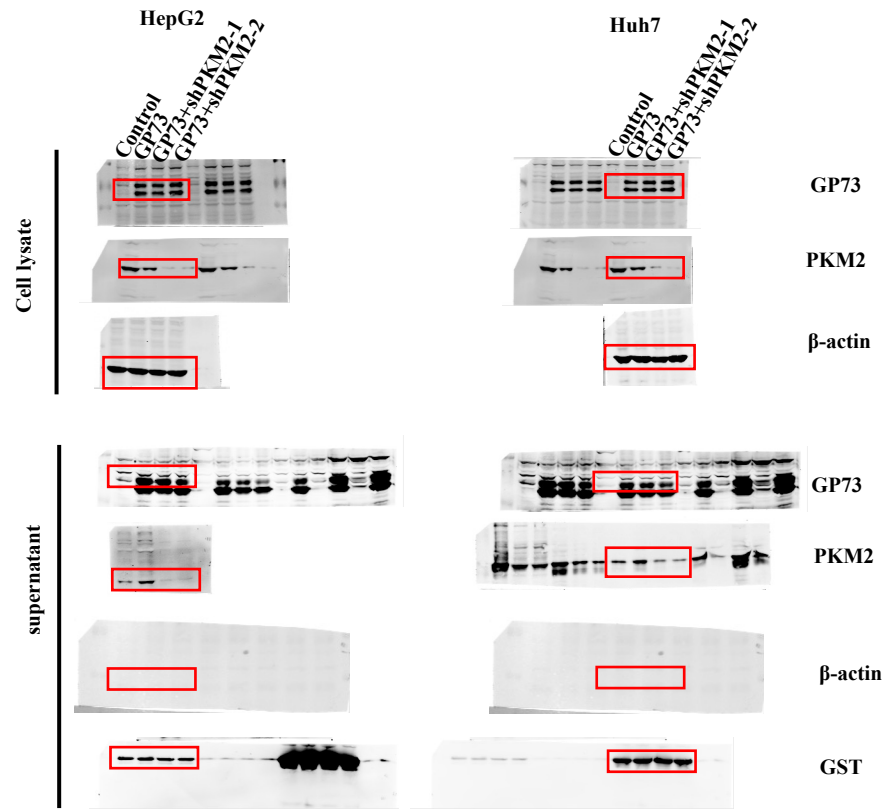 HepG2
Huh7
Control
GP73
GP73+shPKM2-1
GP73+shPKM2-2
Control
GP73
GP73+shPKM2-1
GP73+shPKM2-2
Cell lysate
GP73
PKM2
β-actin
supernatant
GP73
PKM2
β-actin
GST